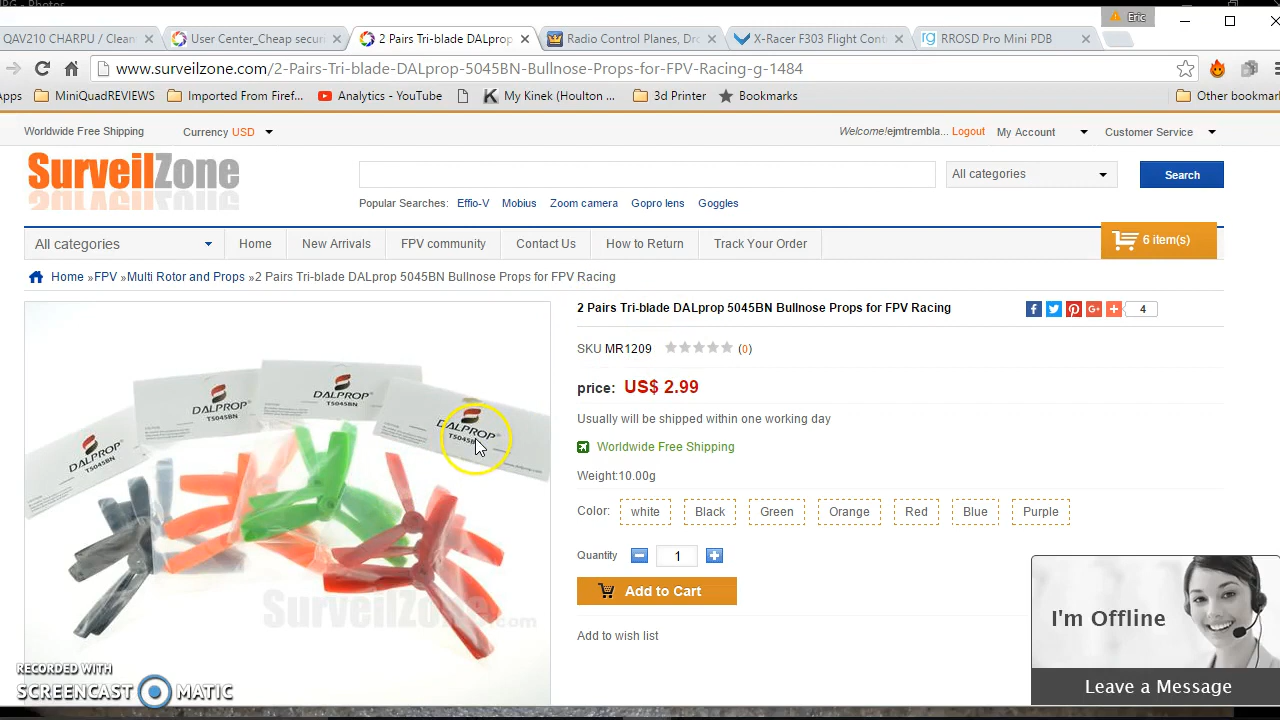 Eric
QAV210 CHARPU / Clean
User Center_Cheap securi
2 Pairs Tri-blade DALprop
Radio Control Planes, Dro
X-Racer F303 Flight Cont
RROSD Pro Mini PDB
www.surveilzone.com/2-Pairs-Tri-blade-DALprop-5045BN-Bullnose-Props-for-FPV-Racing-g-1484
Apps
MiniQuadREVIEWS
Imported From Firef...
Analytics - YouTube
My Kinek (Houlton ...
3d Printer
Bookmarks
Other bookmar
Worldwide Free Shipping
Currency USD
Welcome!ejmtrembla... Logout
My Account
Customer Service
SurveilZone
All categories
Search
Popular Searches: Effio-V Mobius Zoom camera Gopro lens Goggles
All categories
Home
New Arrivals
FPV community
Contact Us
How to Return
Track Your Order
6 item(s)
Home »FPV »Multi Rotor and Props »2 Pairs Tri-blade DALprop 5045BN Bullnose Props for FPV Racing
2 Pairs Tri-blade DALprop 5045BN Bullnose Props for FPV Racing
4
SKU MR1209
(0)
price: US$ 2.99
Usually will be shipped within one working day
Worldwide Free Shipping
Weight:10.00g
Color: white Black Green Orange Red Blue Purple
Quantity 1
Add to Cart
Add to wish list
DALPROP
T5045BN
DALPROP
T5045BN
DALPROP
T5045BN
DALPROP
SurveilZone.com
I'm Offline
Leave a Message
RECORDED WITH
SCREENCAST MATIC